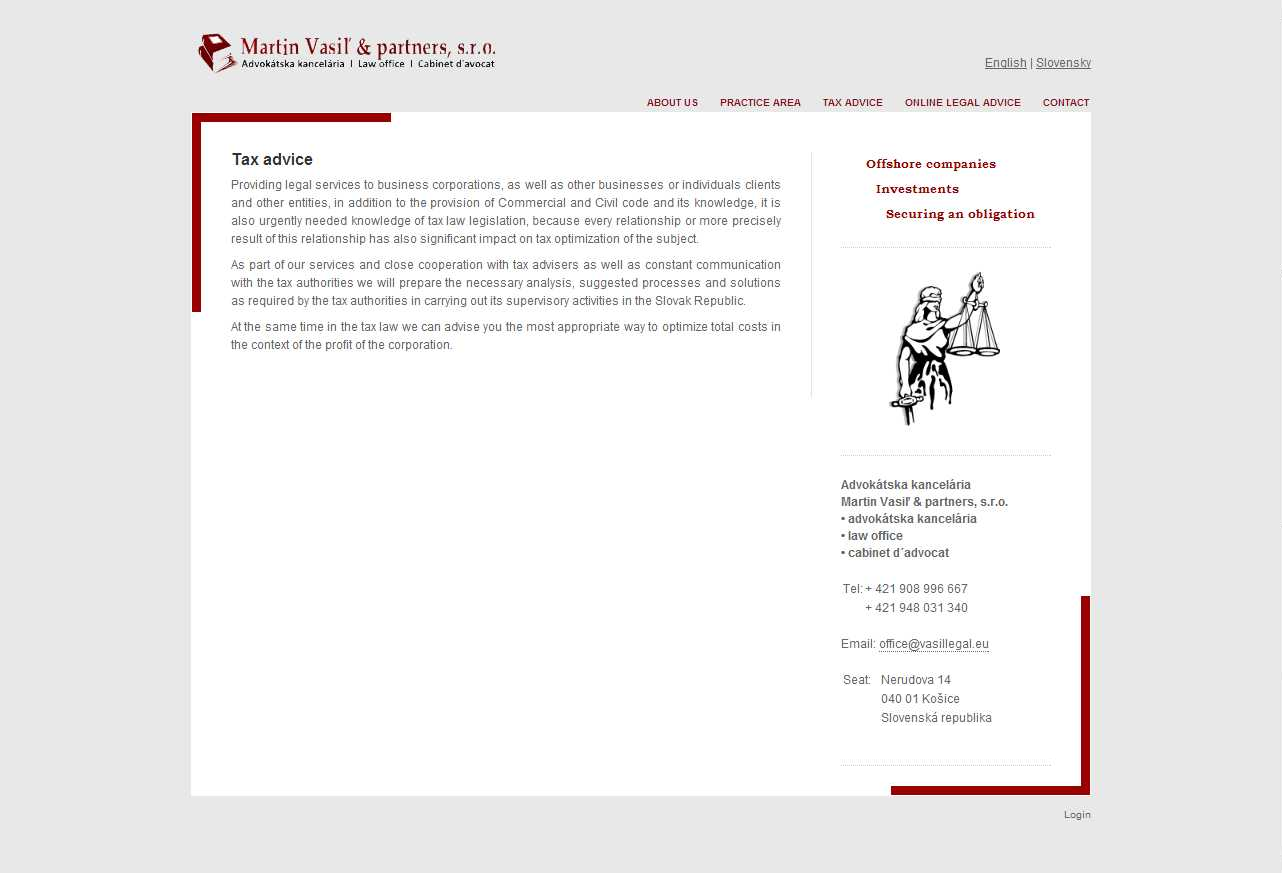 Martin Vasiľ & partners, s.r.o.
Advokátska kancelária I Law office I Cabinet d´avocat
English | Slovensky
ABOUT US PRACTICE AREA TAX ADVICE ONLINE LEGAL ADVICE CONTACT
Tax advice
Providing legal services to business corporations, as well as other businesses or individuals clients
and other entities, in addition to the provision of Commercial and Civil code and its knowledge, it is
also urgently needed knowledge of tax law legislation, because every relationship or more precisely
result of this relationship has also significant impact on tax optimization of the subject.
As part of our services and close cooperation with tax advisers as well as constant communication
with the tax authorities we will prepare the necessary analysis, suggested processes and solutions
as required by the tax authorities in carrying out its supervisory activities in the Slovak Republic.
At the same time in the tax law we can advise you the most appropriate way to optimize total costs in
the context of the profit of the corporation.
Offshore companies
Investments
Securing an obligation
Advokátska kancelária
Martin Vasiľ & partners, s.r.o.
• advokátska kancelária
• law office
• cabinet d´advocat
Tel: + 421 908 996 667
+ 421 948 031 340
Email: office@vasillegal.eu
Seat: Nerudova 14
040 01 Košice
Slovenská republika
Login